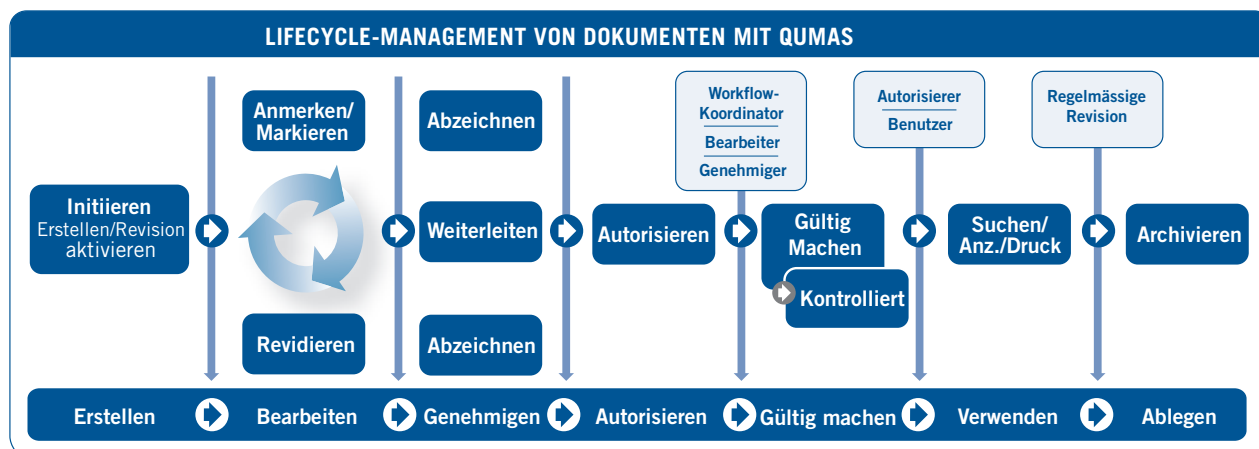 LIFECYCLE-MANAGEMENT VON DOKUMENTEN MIT QUMAS
Initiieren
Erstellen/Revision
aktivieren
Anmerken/
Markieren
Revidieren
Abzeichnen
Weiterleiten
Abzeichnen
Autorisieren
Workflow-
Koordinator
Bearbeiter
Genehmiger
Gültig
Machen
Kontrolliert
Autorisierer
Benutzer
Suchen/
Anz./Druck
Regelmässige
Revision
Archivieren
Erstellen
Bearbeiten
Genehmigen
Autorisieren
Gültig machen
Verwenden
Ablegen